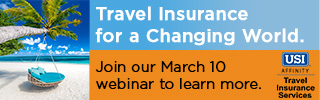 Travel Insurance
for a Changing World.
Join our March 10
webinar to learn more.
USI
AFFINITY
Travel
Insurance
Services